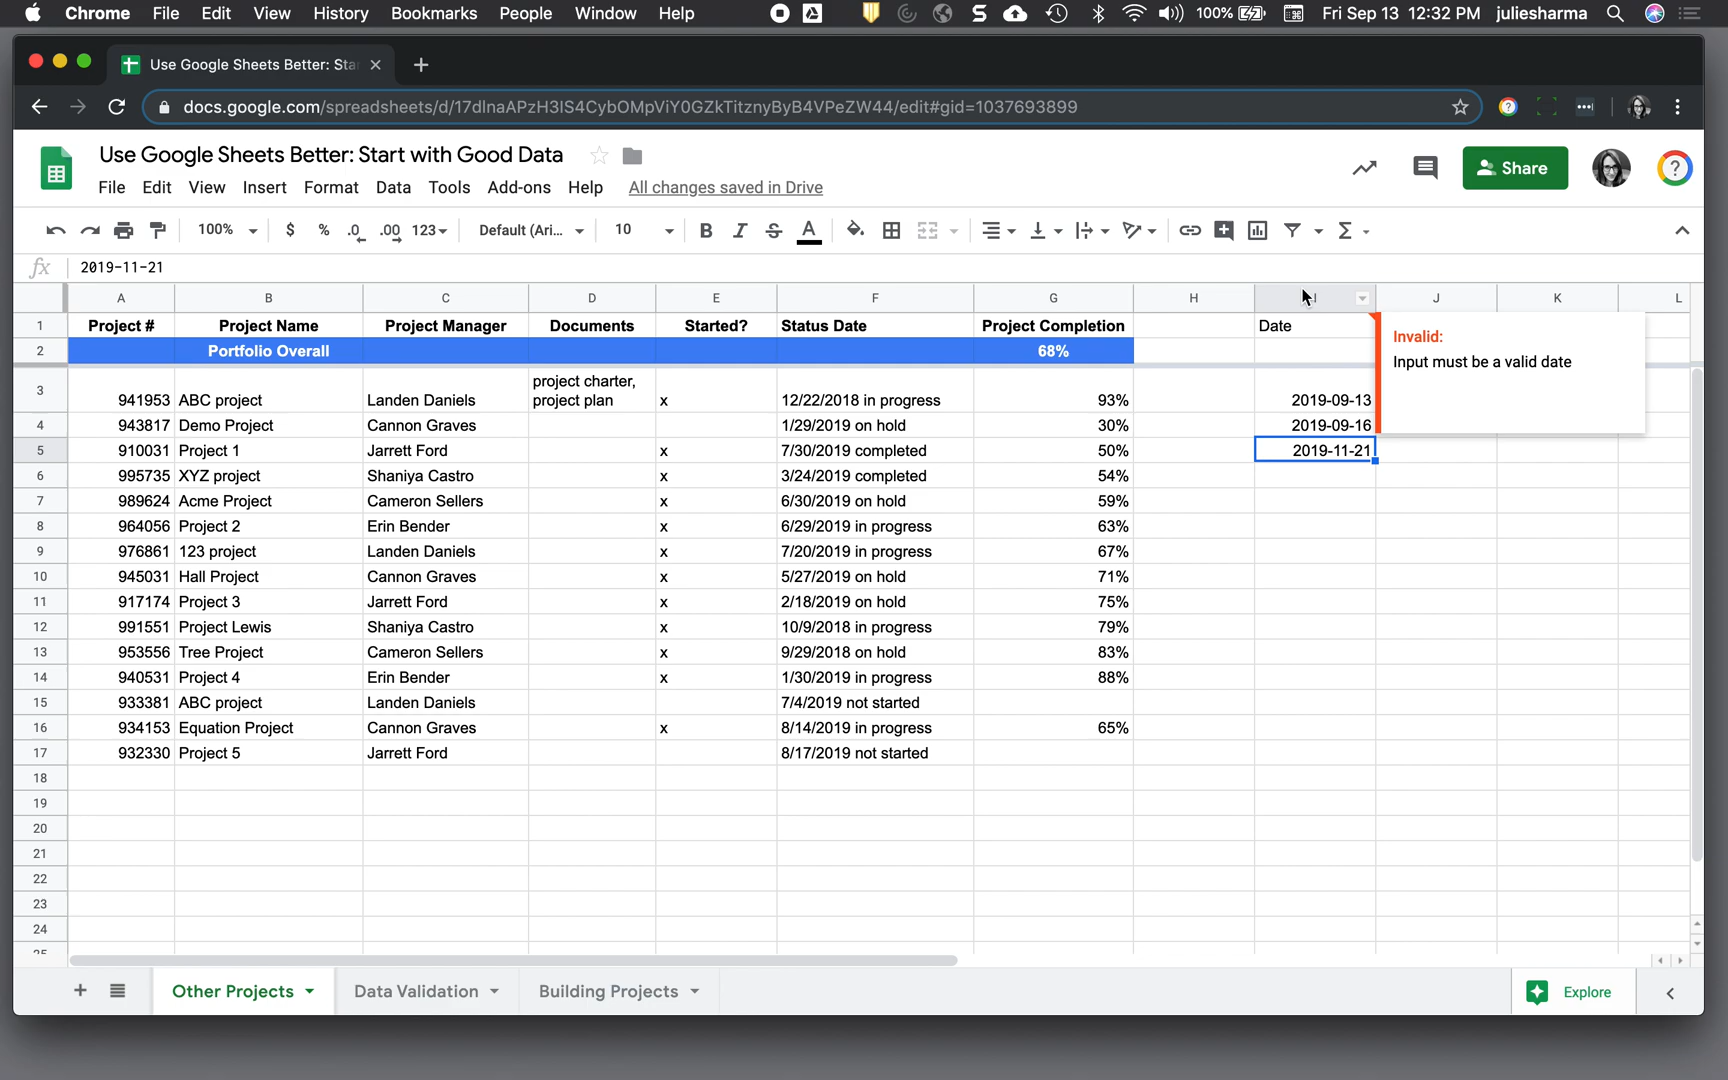 Chrome File Edit View History Bookmarks People Window Help 100% Fri Sep 13 12:32 PM juliesharma
Use Google Sheets Better: Sta
docs.google.com/spreadsheets/d/17dlnaAPzH3IS4CybOMpViY0GZkTitznyByB4VPeZW44/edit#gid=1037693899
Use Google Sheets Better: Start with Good Data
Share
File Edit View Insert Format Data Tools Add-ons Help All changes saved in Drive
100% $ % .0 .00 123 Default (Ari... 10 B I S A
fx 2019-11-21
A B C D E F G H I J K L
1 Project # Project Name Project Manager Documents Started? Status Date Project Completion Date
Invalid:
Input must be a valid date
2 Portfolio Overall 68%
project charter,
3 941953 ABC project Landen Daniels project plan x 12/22/2018 in progress 93% 2019-09-13
4 943817 Demo Project Cannon Graves 1/29/2019 on hold 30% 2019-09-16
5 910031 Project 1 Jarrett Ford x 7/30/2019 completed 50% 2019-11-21
6 995735 XYZ project Shaniya Castro x 3/24/2019 completed 54%
7 989624 Acme Project Cameron Sellers x 6/30/2019 on hold 59%
8 964056 Project 2 Erin Bender x 6/29/2019 in progress 63%
9 976861 123 project Landen Daniels x 7/20/2019 in progress 67%
10 945031 Hall Project Cannon Graves x 5/27/2019 on hold 71%
11 917174 Project 3 Jarrett Ford x 2/18/2019 on hold 75%
12 991551 Project Lewis Shaniya Castro x 10/9/2018 in progress 79%
13 953556 Tree Project Cameron Sellers x 9/29/2018 on hold 83%
14 940531 Project 4 Erin Bender x 1/30/2019 in progress 88%
15 933381 ABC project Landen Daniels 7/4/2019 not started
16 934153 Equation Project Cannon Graves x 8/14/2019 in progress 65%
17 932330 Project 5 Jarrett Ford 8/17/2019 not started
18
19
20
21
22
23
24
25
Other Projects Data Validation Building Projects Explore